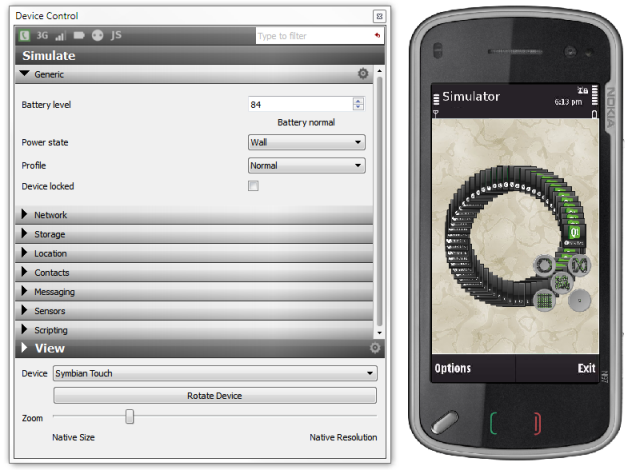 Device Control
3G
JS
Type to filter
Simulate
Generic
Battery level
84
Battery normal
Power state
Wall
Profile
Normal
Device locked
Network
Storage
Location
Contacts
Messaging
Sensors
Scripting
View
Device
Symbian Touch
Rotate Device
Zoom
Native Size
Native Resolution
NOKIA
Simulator
6:13 pm
Options
Exit